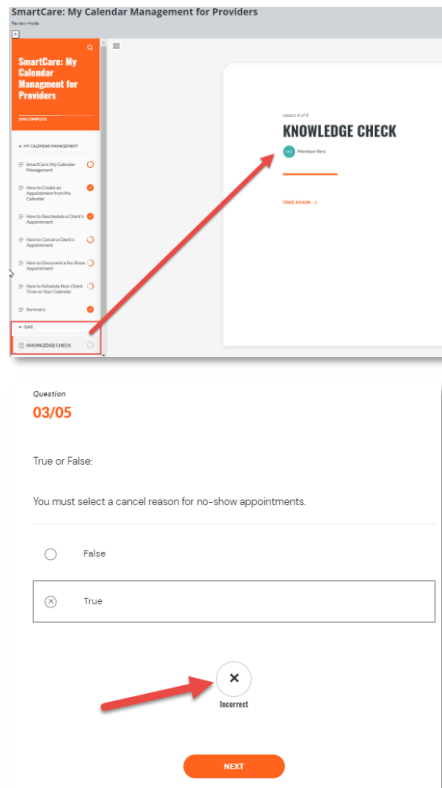 SmartCare: My Calendar Management for Providers
Review mode
SmartCare: My
Calendar
Managment for
Providers
MY CALENDAR MANAGEMENT
SmartCare: My Calendar
Management
How to Create an
Appointment from My
Calendar
How to Reschedule a Client's
Appointment
How to Cancel a Client's
Appointment
How to Document a No-Show
Appointment
How to Schedule Non-Client
Time on Your Calendar
Summary
QUIZ
KNOWLEDGE CHECK
KNOWLEDGE CHECK
TAKE AGAIN
Question
03/05
True or False:
You must select a cancel reason for no-show appointments.
False
True
Incorrect
NEXT